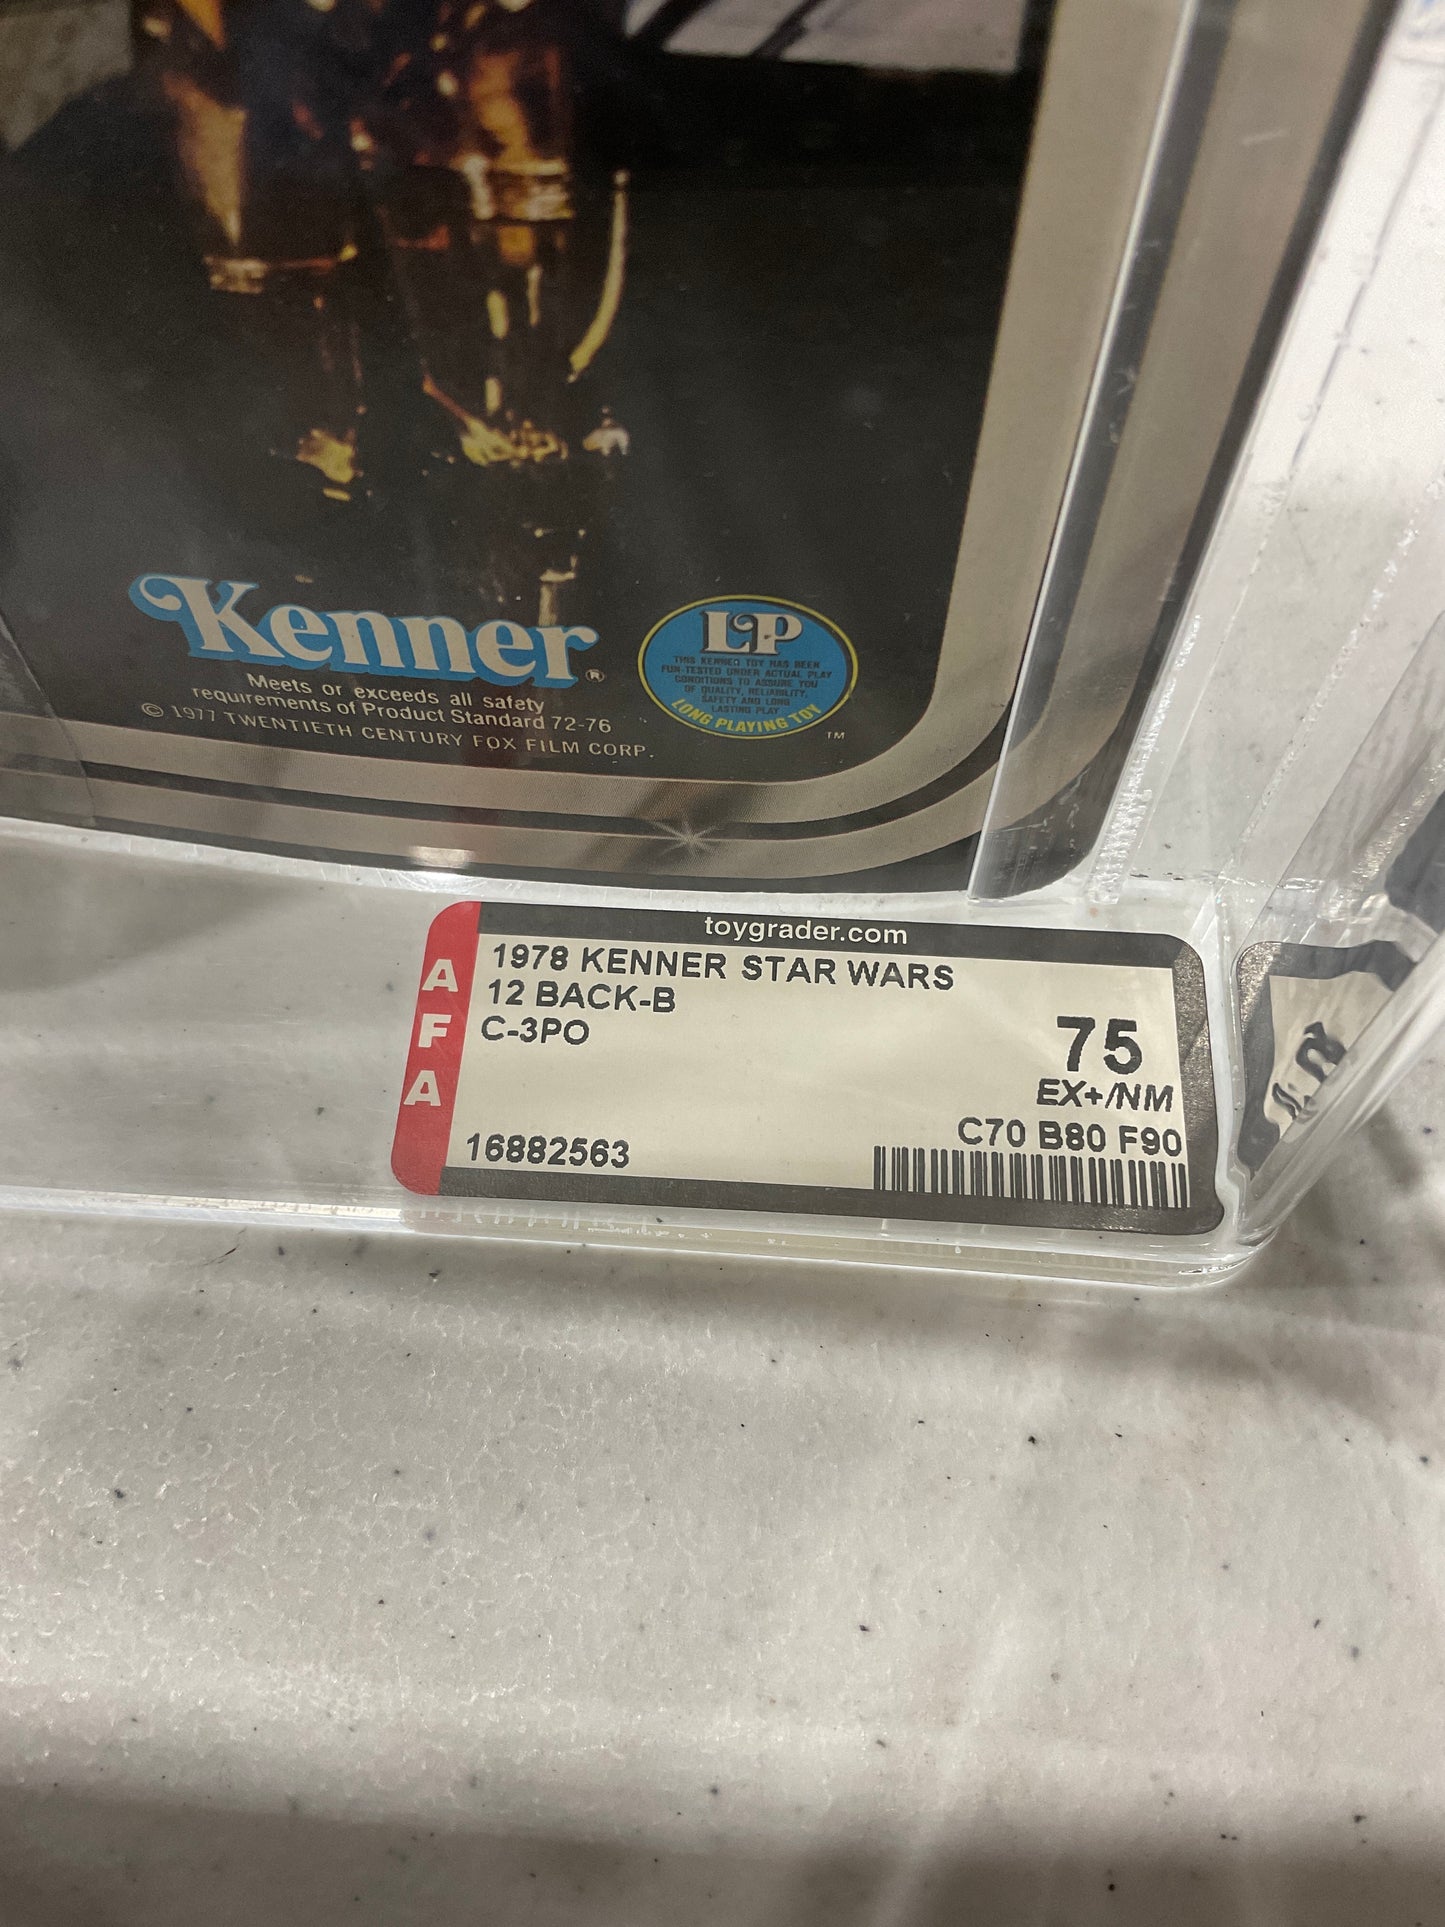 Kenner®
Meets or exceeds all safety
requirements of Product Standard 72-76
© 1977 TWENTIETH CENTURY FOX FILM CORP.
LP
THIS KENNER TOY HAS BEEN
FUN-TESTED UNDER ACTUAL PLAY
CONDITIONS TO ASSURE YOU
OF QUALITY, RELIABILITY,
SAFETY AND LONG
LASTING PLAY
LONG PLAYING TOY
™
toygrader.com
AFA
1978 KENNER STAR WARS
12 BACK-B
C-3PO
75
EX+/NM
C70 B80 F90
16882563